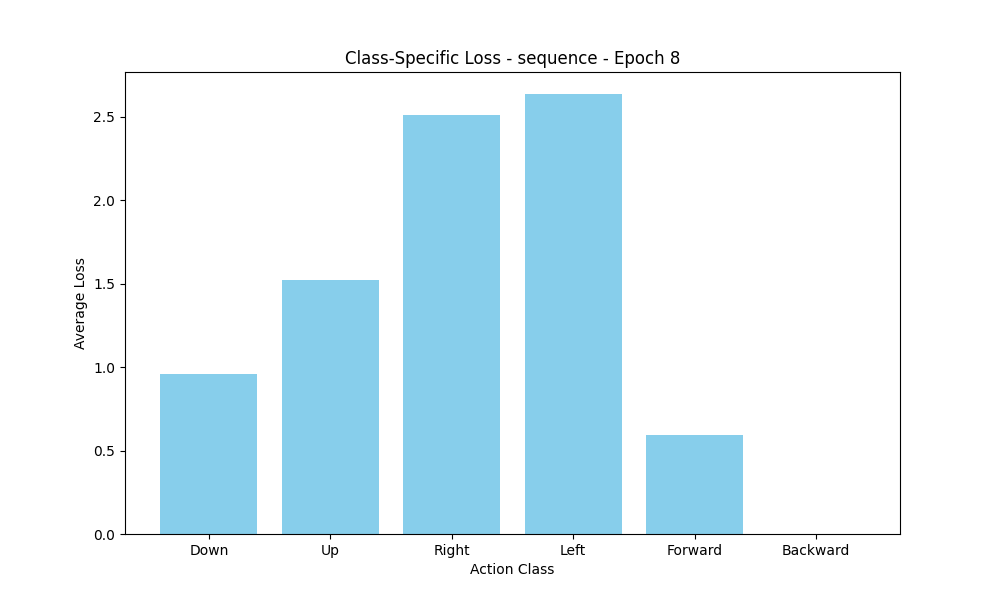 Class-Specific Loss - sequence - Epoch 8
Average Loss
2.5
2.0
1.5
1.0
0.5
0.0
Down Up Right Left Forward Backward
Action Class